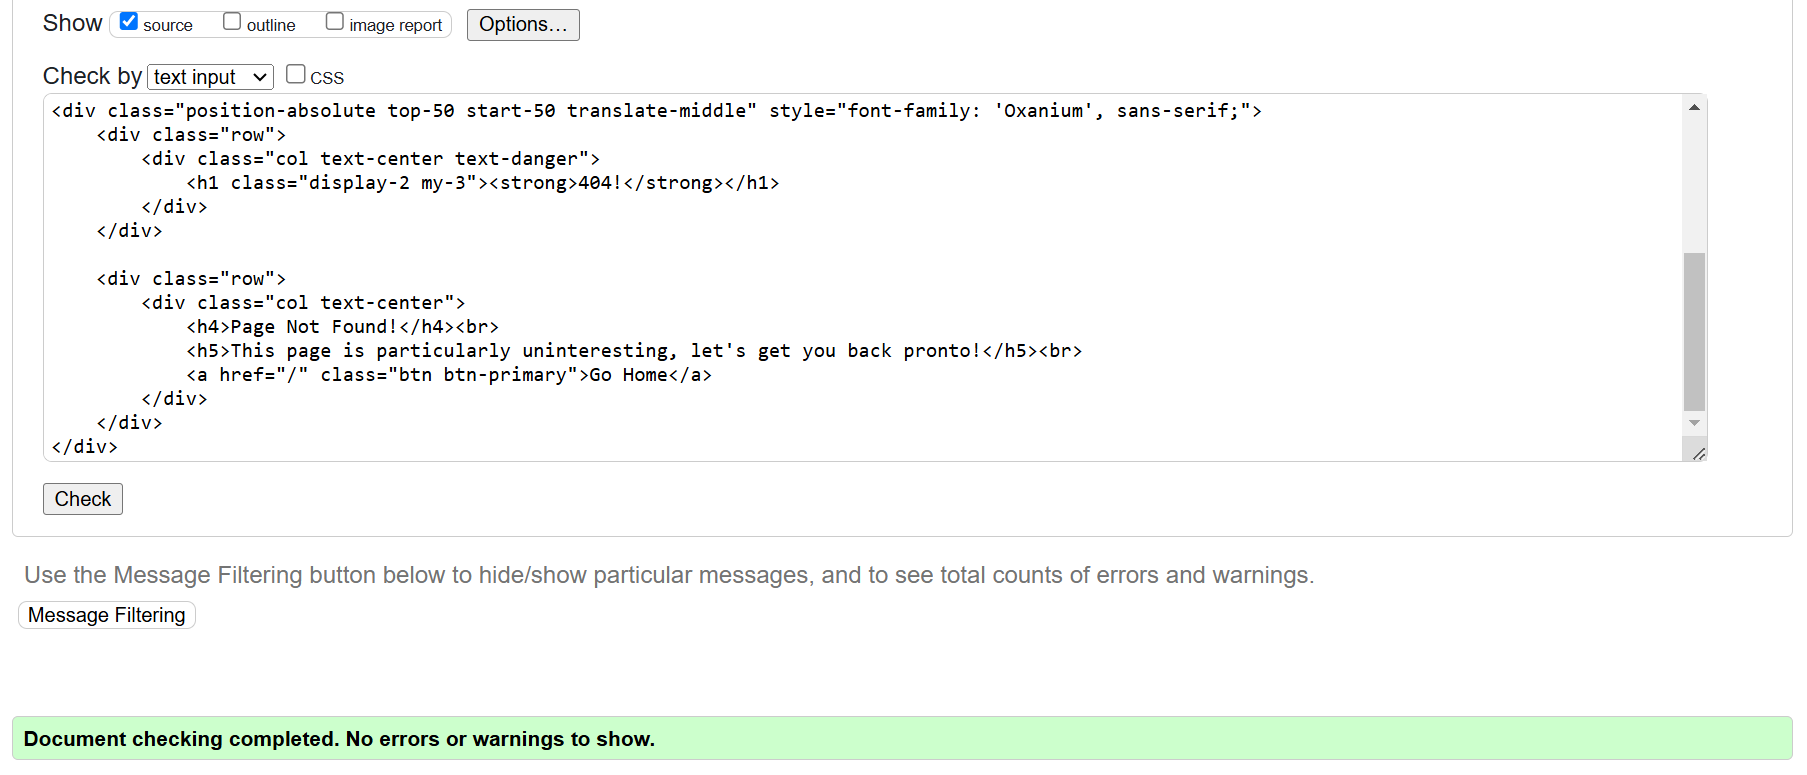 Show source outline image report Options...
Check by text input CSS
<div class="position-absolute top-50 start-50 translate-middle" style="font-family: 'Oxanium', sans-serif;">
    <div class="row">
        <div class="col text-center text-danger">
            <h1 class="display-2 my-3"><strong>404!</strong></h1>
        </div>
    </div>

    <div class="row">
        <div class="col text-center">
            <h4>Page Not Found!</h4><br>
            <h5>This page is particularly uninteresting, let's get you back pronto!</h5><br>
            <a href="/" class="btn btn-primary">Go Home</a>
        </div>
    </div>
</div>
Check
Use the Message Filtering button below to hide/show particular messages, and to see total counts of errors and warnings.
Message Filtering
Document checking completed. No errors or warnings to show.